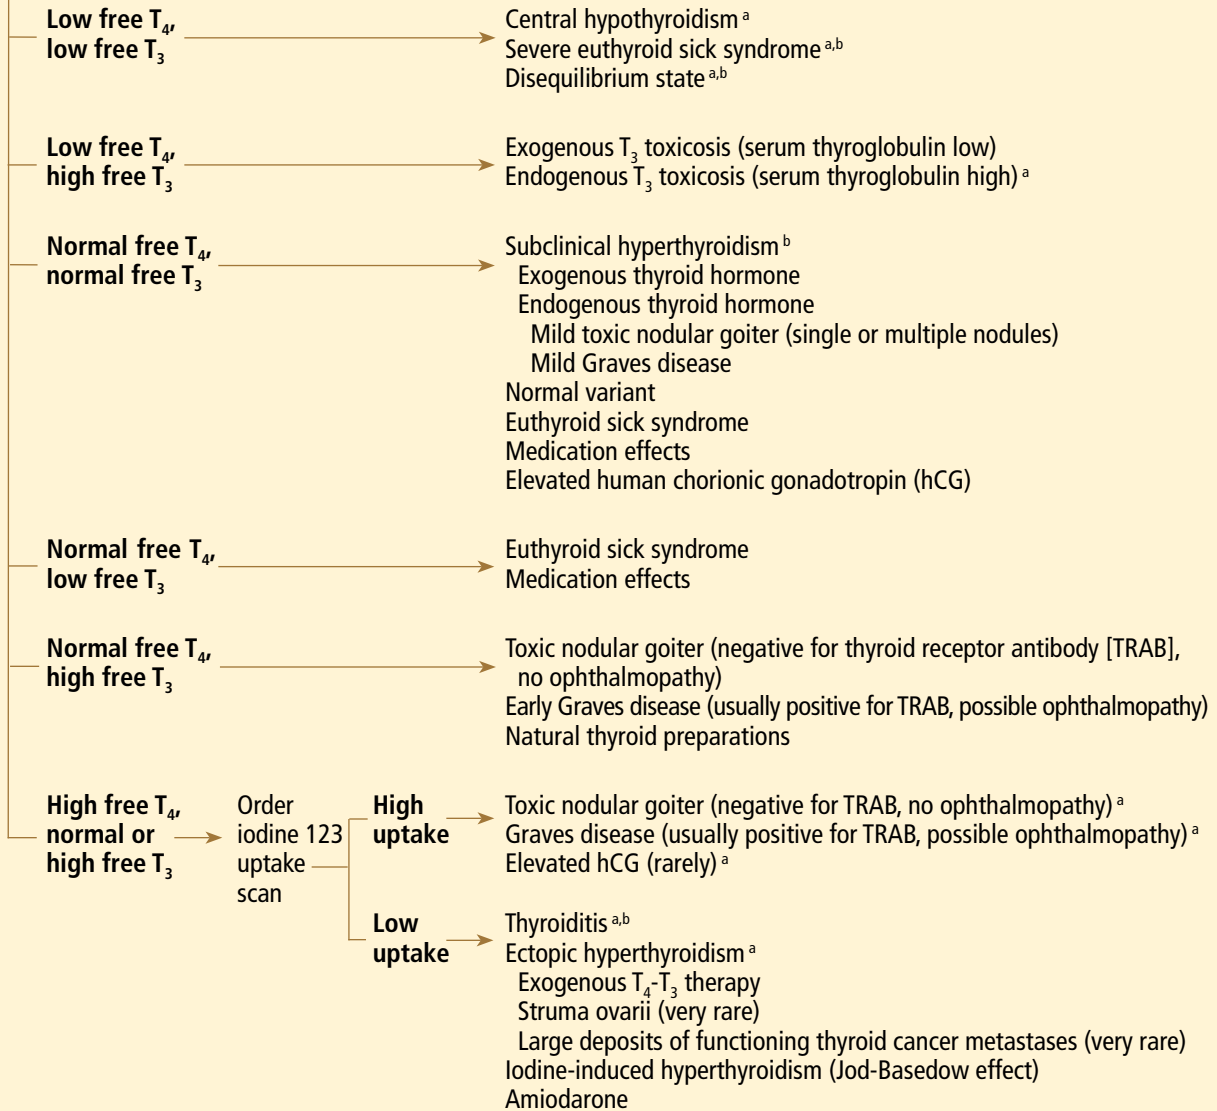 Low free T4,
low free T3
Central hypothyroidism a
Severe euthyroid sick syndrome a,b
Disequilibrium state a,b
Low free T4,
high free T3
Exogenous T3 toxicosis (serum thyroglobulin low)
Endogenous T3 toxicosis (serum thyroglobulin high) a
Normal free T4,
normal free T3
Subclinical hyperthyroidism b
Exogenous thyroid hormone
Endogenous thyroid hormone
Mild toxic nodular goiter (single or multiple nodules)
Mild Graves disease
Normal variant
Euthyroid sick syndrome
Medication effects
Elevated human chorionic gonadotropin (hCG)
Normal free T4,
low free T3
Euthyroid sick syndrome
Medication effects
Normal free T4,
high free T3
Toxic nodular goiter (negative for thyroid receptor antibody [TRAB],
no ophthalmopathy)
Early Graves disease (usually positive for TRAB, possible ophthalmopathy)
Natural thyroid preparations
High free T4,
normal or
high free T3
Order
iodine 123
uptake
scan
High
uptake
Toxic nodular goiter (negative for TRAB, no ophthalmopathy) a
Graves disease (usually positive for TRAB, possible ophthalmopathy) a
Elevated hCG (rarely) a
Low
uptake
Thyroiditis a,b
Ectopic hyperthyroidism a
Exogenous T4-T3 therapy
Struma ovarii (very rare)
Large deposits of functioning thyroid cancer metastases (very rare)
Iodine-induced hyperthyroidism (Jod-Basedow effect)
Amiodarone